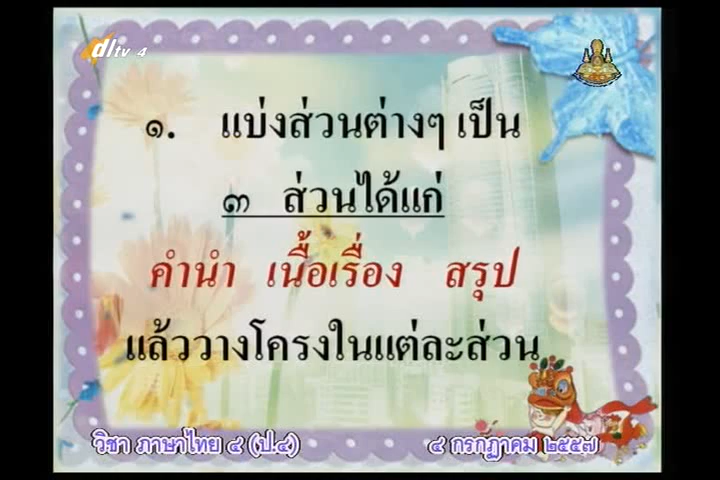 dltv 4
๑. แบ่งส่วนต่างๆ เป็น
๓ ส่วนได้แก่
คำนำ เนื้อเรื่อง สรุป
แล้ววางโครงในแต่ละส่วน
วิชา ภาษาไทย ๔ (ป.๔) ๔ กรกฎาคม ๒๕๕๗